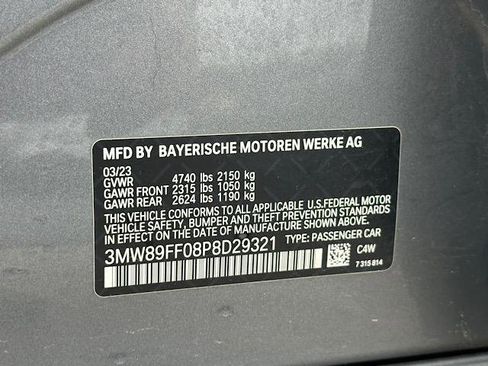 MFD BY BAYERISCHE MOTOREN WERKE AG
03/23
GVWR 4740 lbs 2150 kg
GAWR FRONT 2315 lbs 1050 kg
GAWR REAR 2624 lbs 1190 kg
THIS VEHICLE CONFORMS TO ALL APPLICABLE U.S.FEDERAL MOTOR
VEHICLE SAFETY, BUMPER, AND THEFT PREVENTION STANDARDS
IN EFFECT ON THE DATE OF MANUFACTURE SHOWN ABOVE.
3MW89FF08P8D29321 TYPE: PASSENGER CAR
C4W
7 315 814